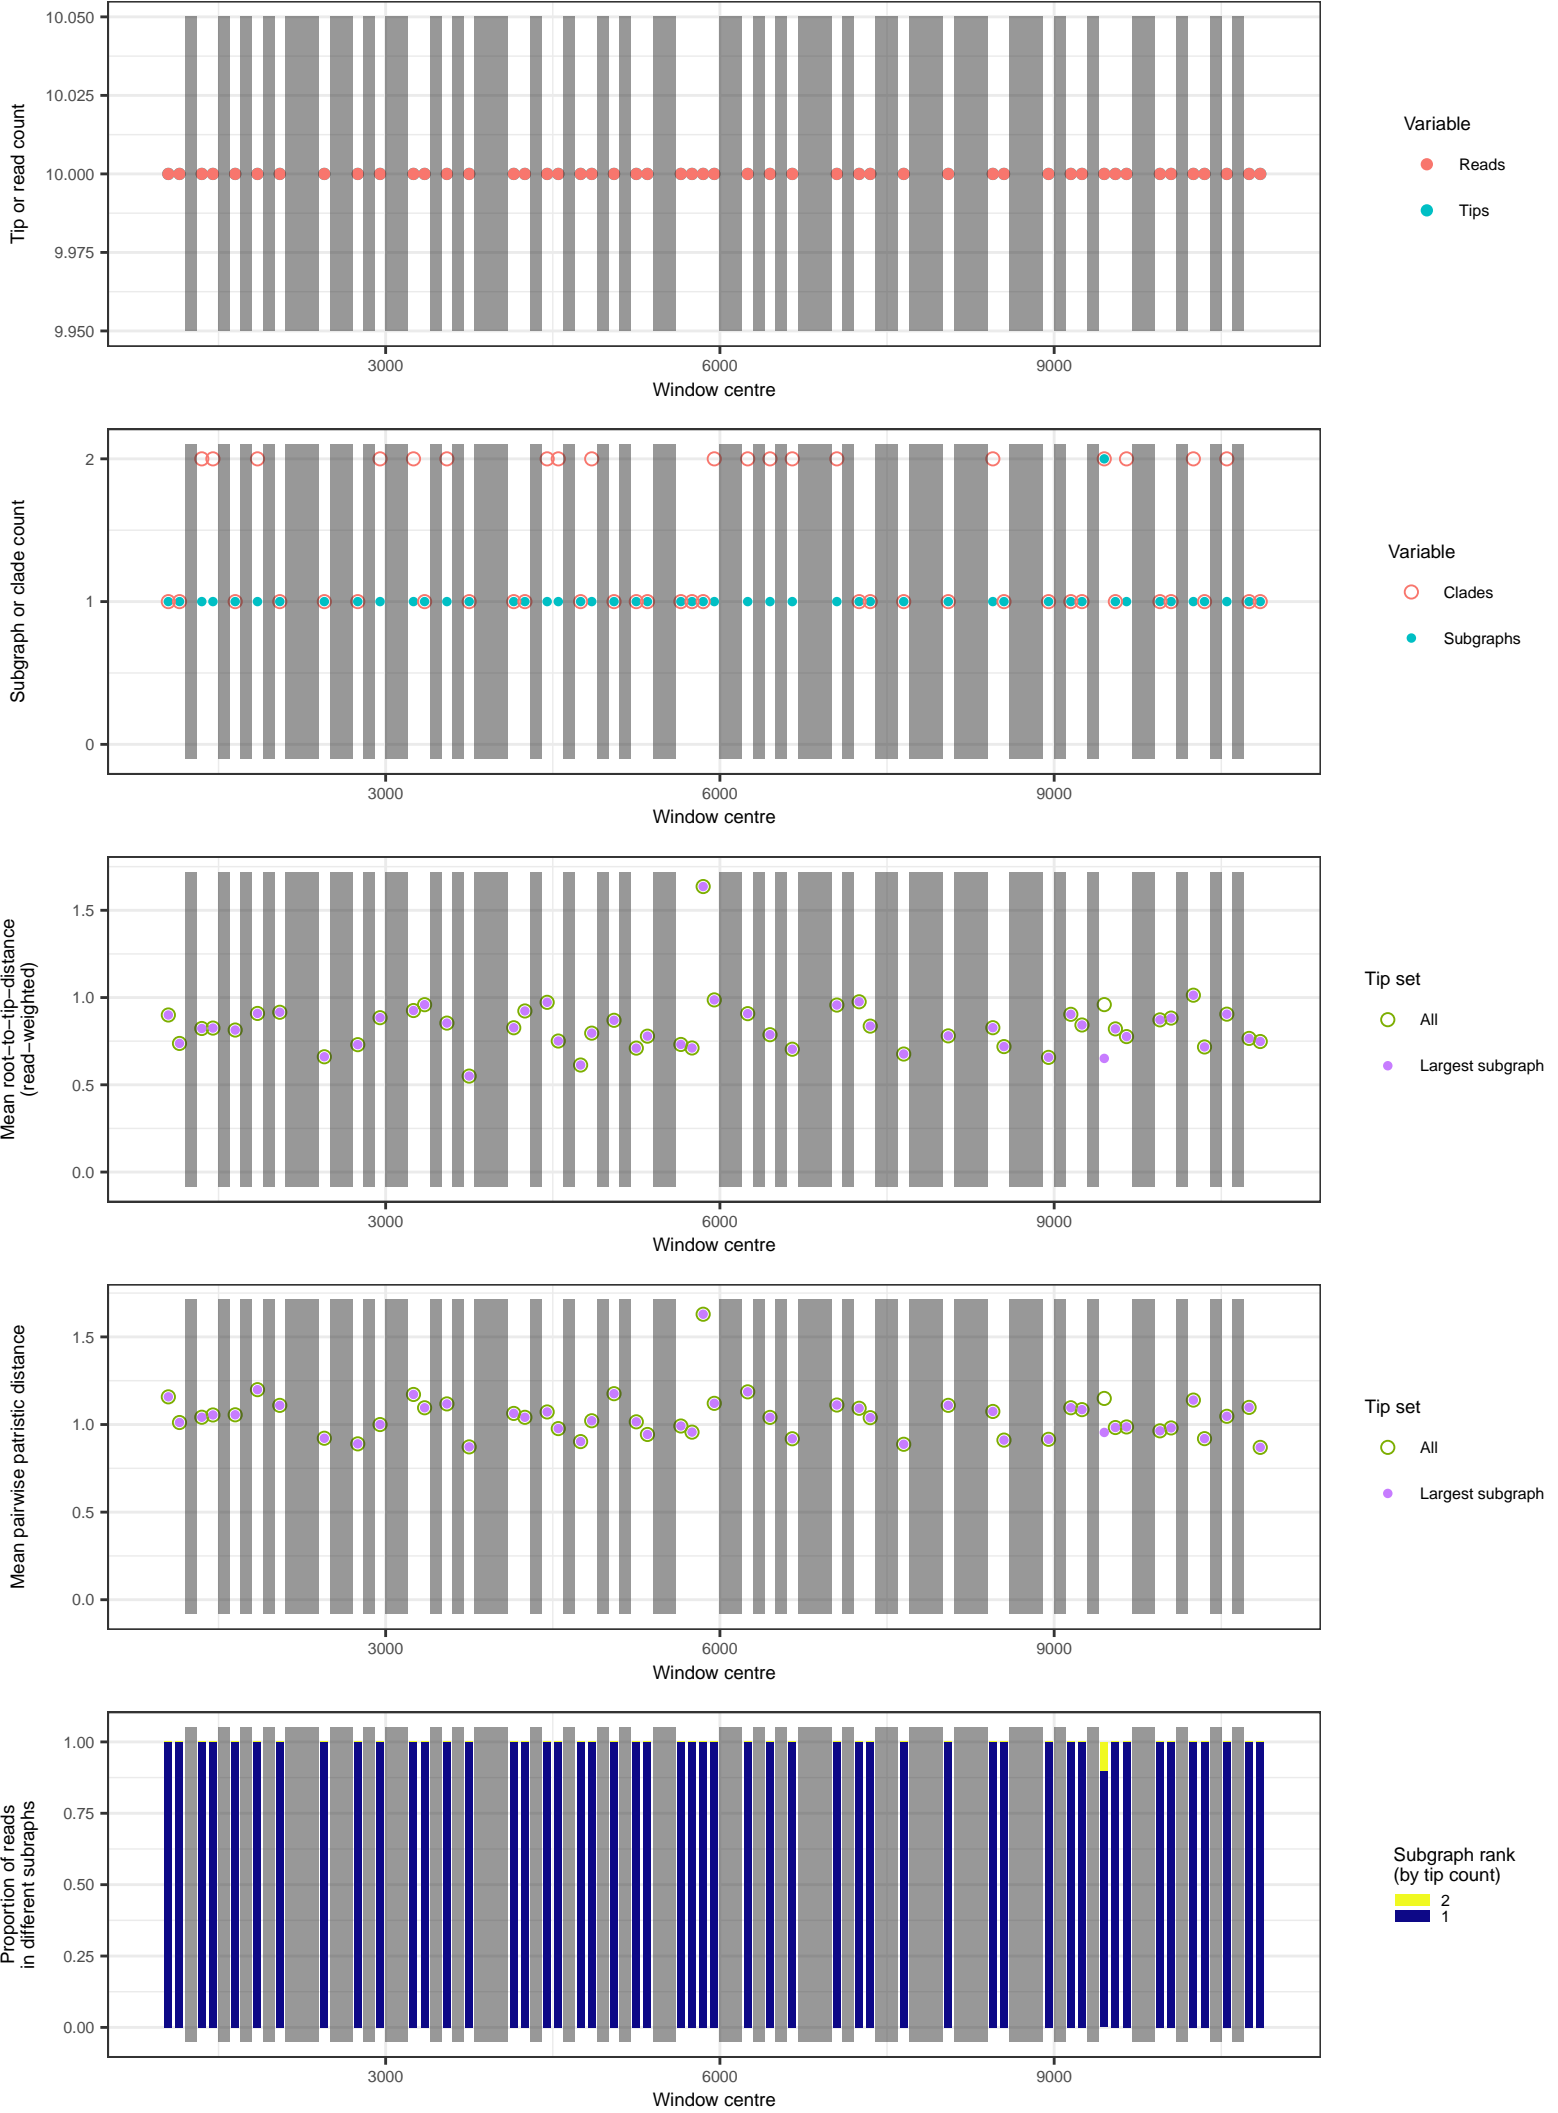 10.050
10.025
10.000
9.975
9.950
Tip or read count
3000
6000
9000
Window centre
Variable
Reads
Tips
2
1
0
Subgraph or clade count
3000
6000
9000
Window centre
Variable
Clades
Subgraphs
1.5
1.0
0.5
0.0
Mean root−to−tip−distance
(read−weighted)
3000
6000
9000
Window centre
Tip set
All
Largest subgraph
1.5
1.0
0.5
0.0
Mean pairwise patristic distance
3000
6000
9000
Window centre
Tip set
All
Largest subgraph
1.00
0.75
0.50
0.25
0.00
Proportion of reads
in different subraphs
3000
6000
9000
Window centre
Subgraph rank
(by tip count)
2
1